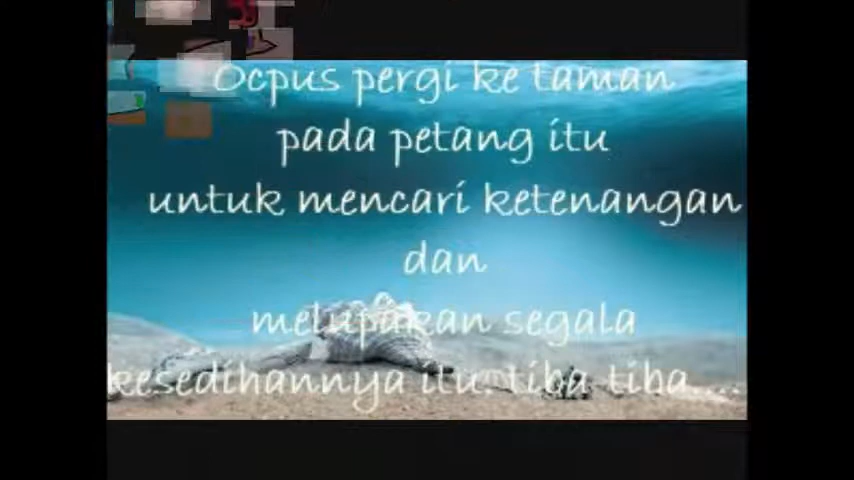 Ocpus pergi ke taman
pada petang itu
untuk mencari ketenangan
dan
melupakan segala
kesedihannya itu. tiba tiba....